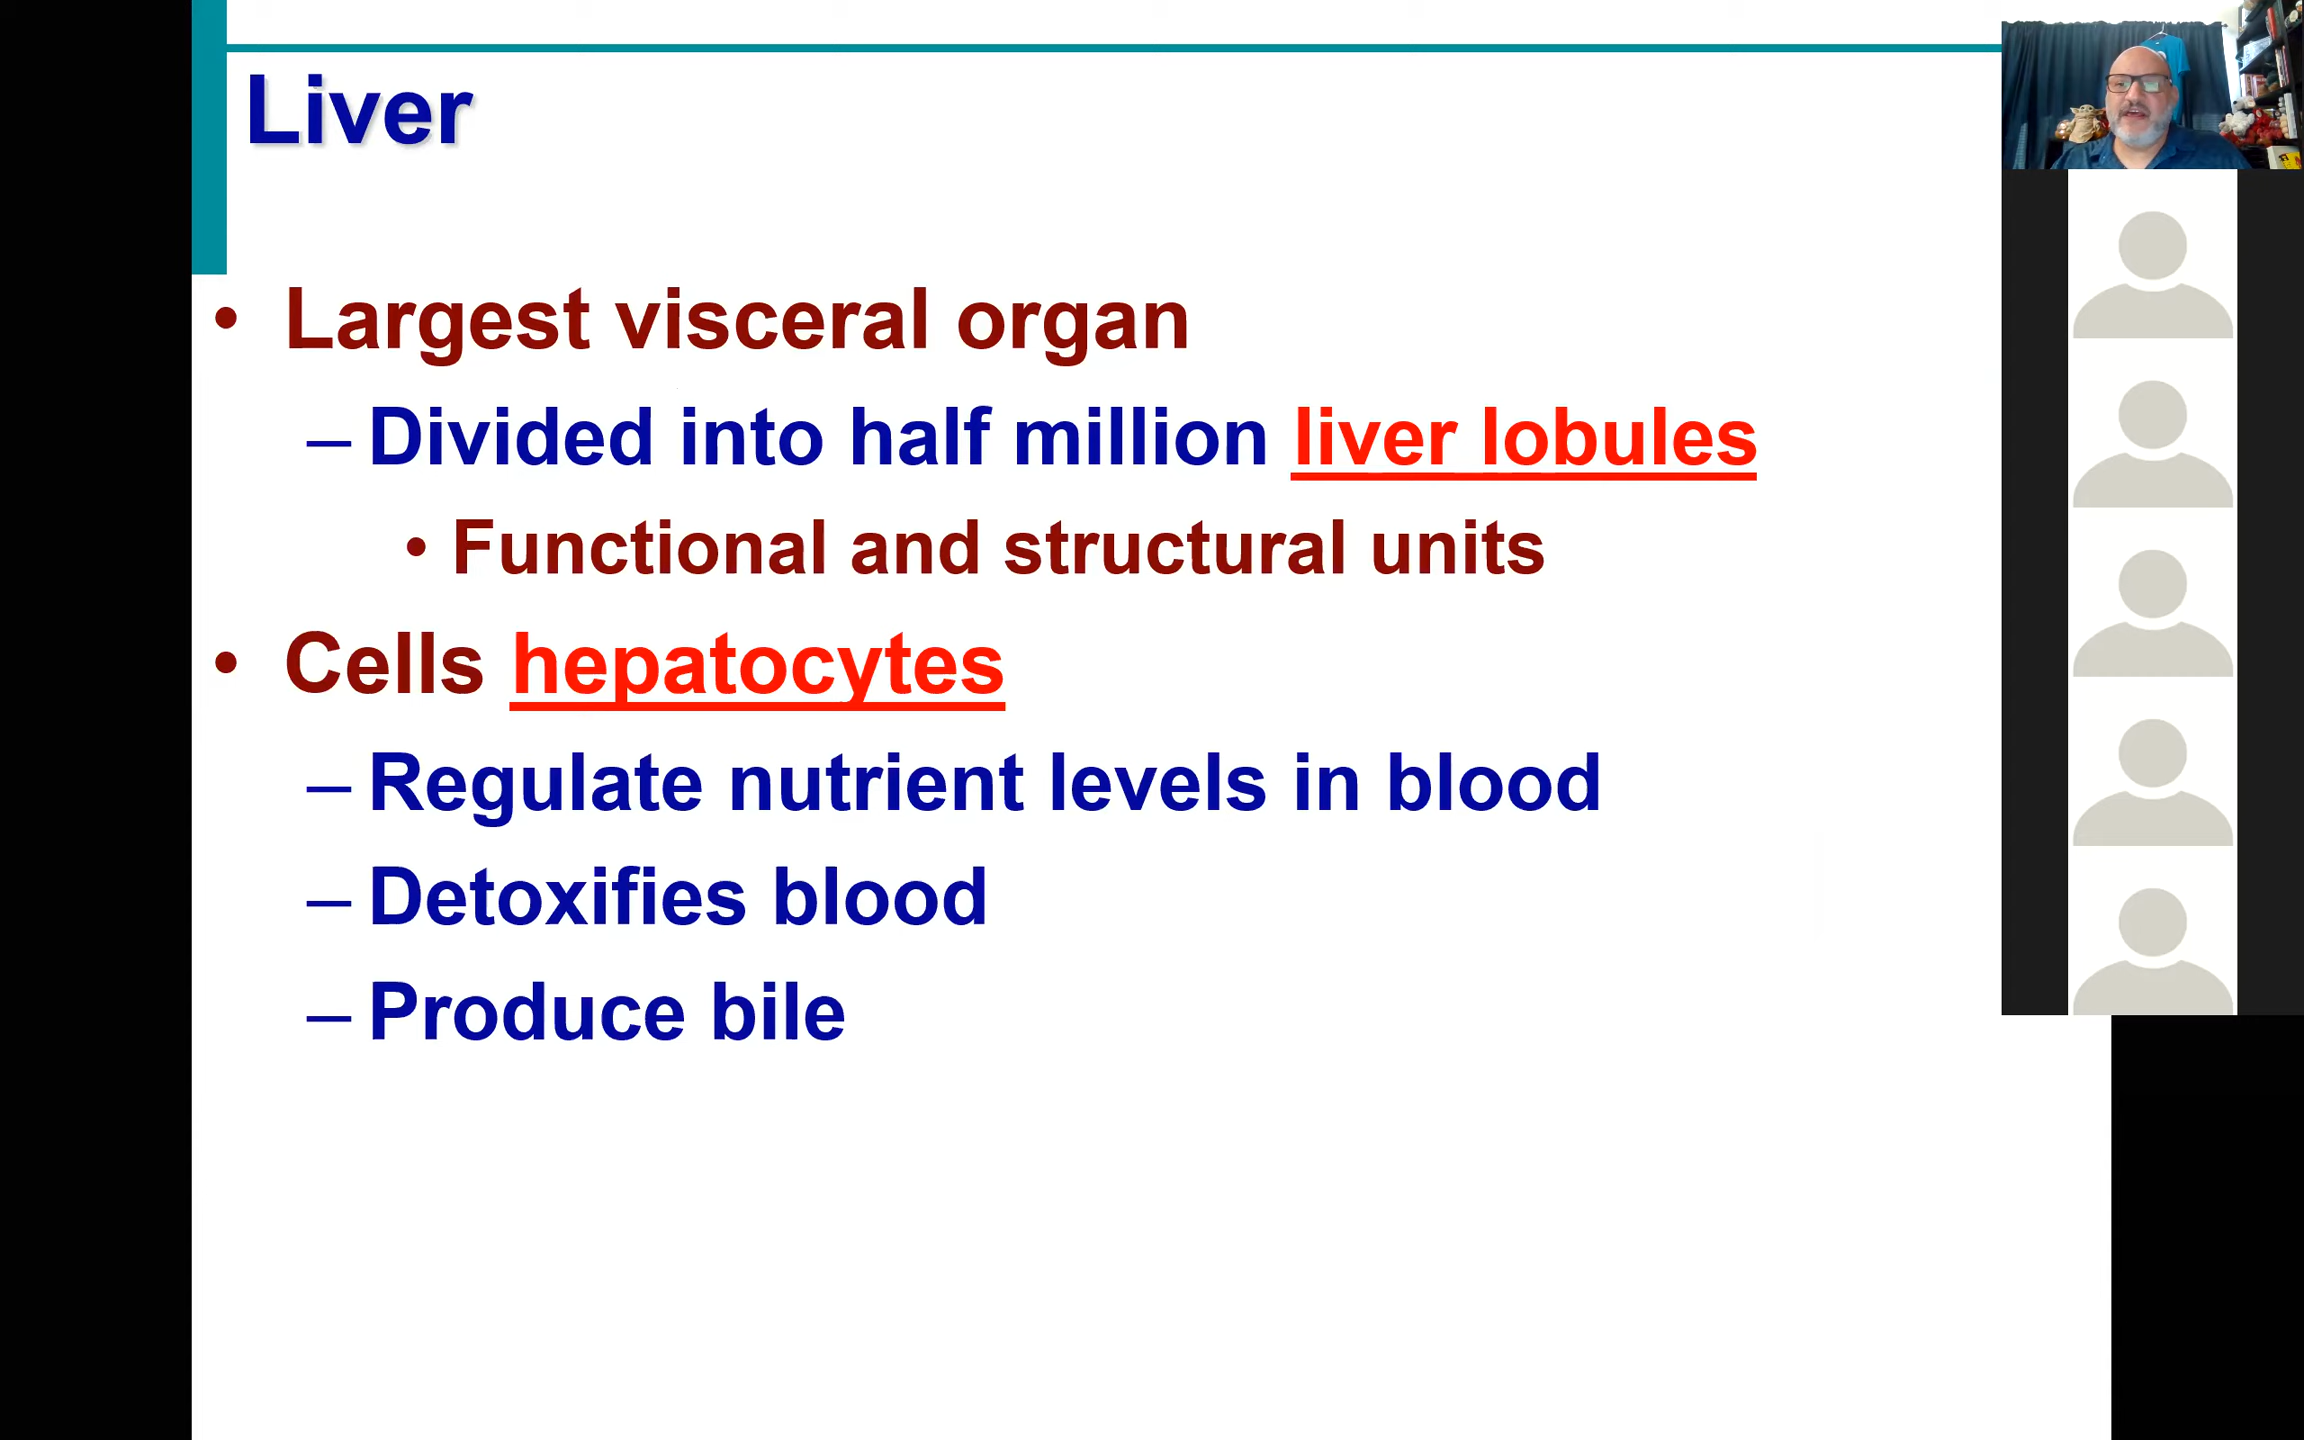 Liver
• Largest visceral organ
– Divided into half million liver lobules
• Functional and structural units
• Cells hepatocytes
– Regulate nutrient levels in blood
– Detoxifies blood
– Produce bile